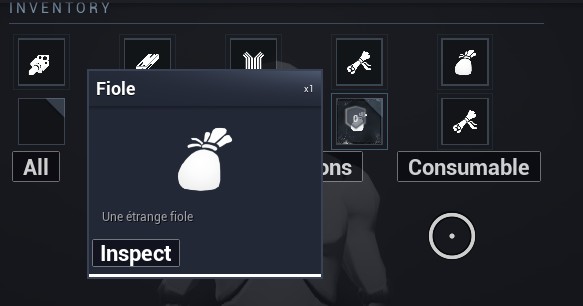 INVENTORY
Fiole
x1
Une étrange fiole
Inspect
All
ons
Consumable